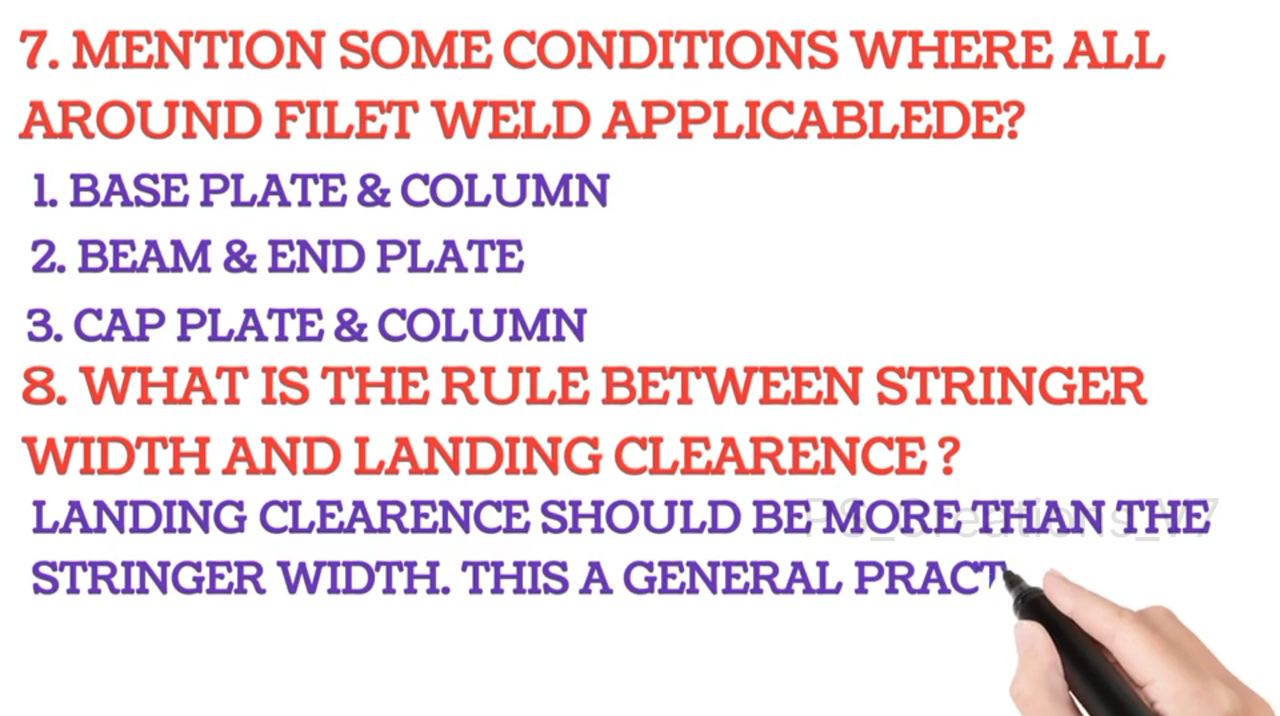 7. MENTION SOME CONDITIONS WHERE ALL
AROUND FILET WELD APPLICABLEDE?
1. BASE PLATE & COLUMN
2. BEAM & END PLATE
3. CAP PLATE & COLUMN
8. WHAT IS THE RULE BETWEEN STRINGER
WIDTH AND LANDING CLEARENCE ?
LANDING CLEARENCE SHOULD BE MORE THAN THE
PS_Creations_V7
STRINGER WIDTH. THIS A GENERAL PRACT